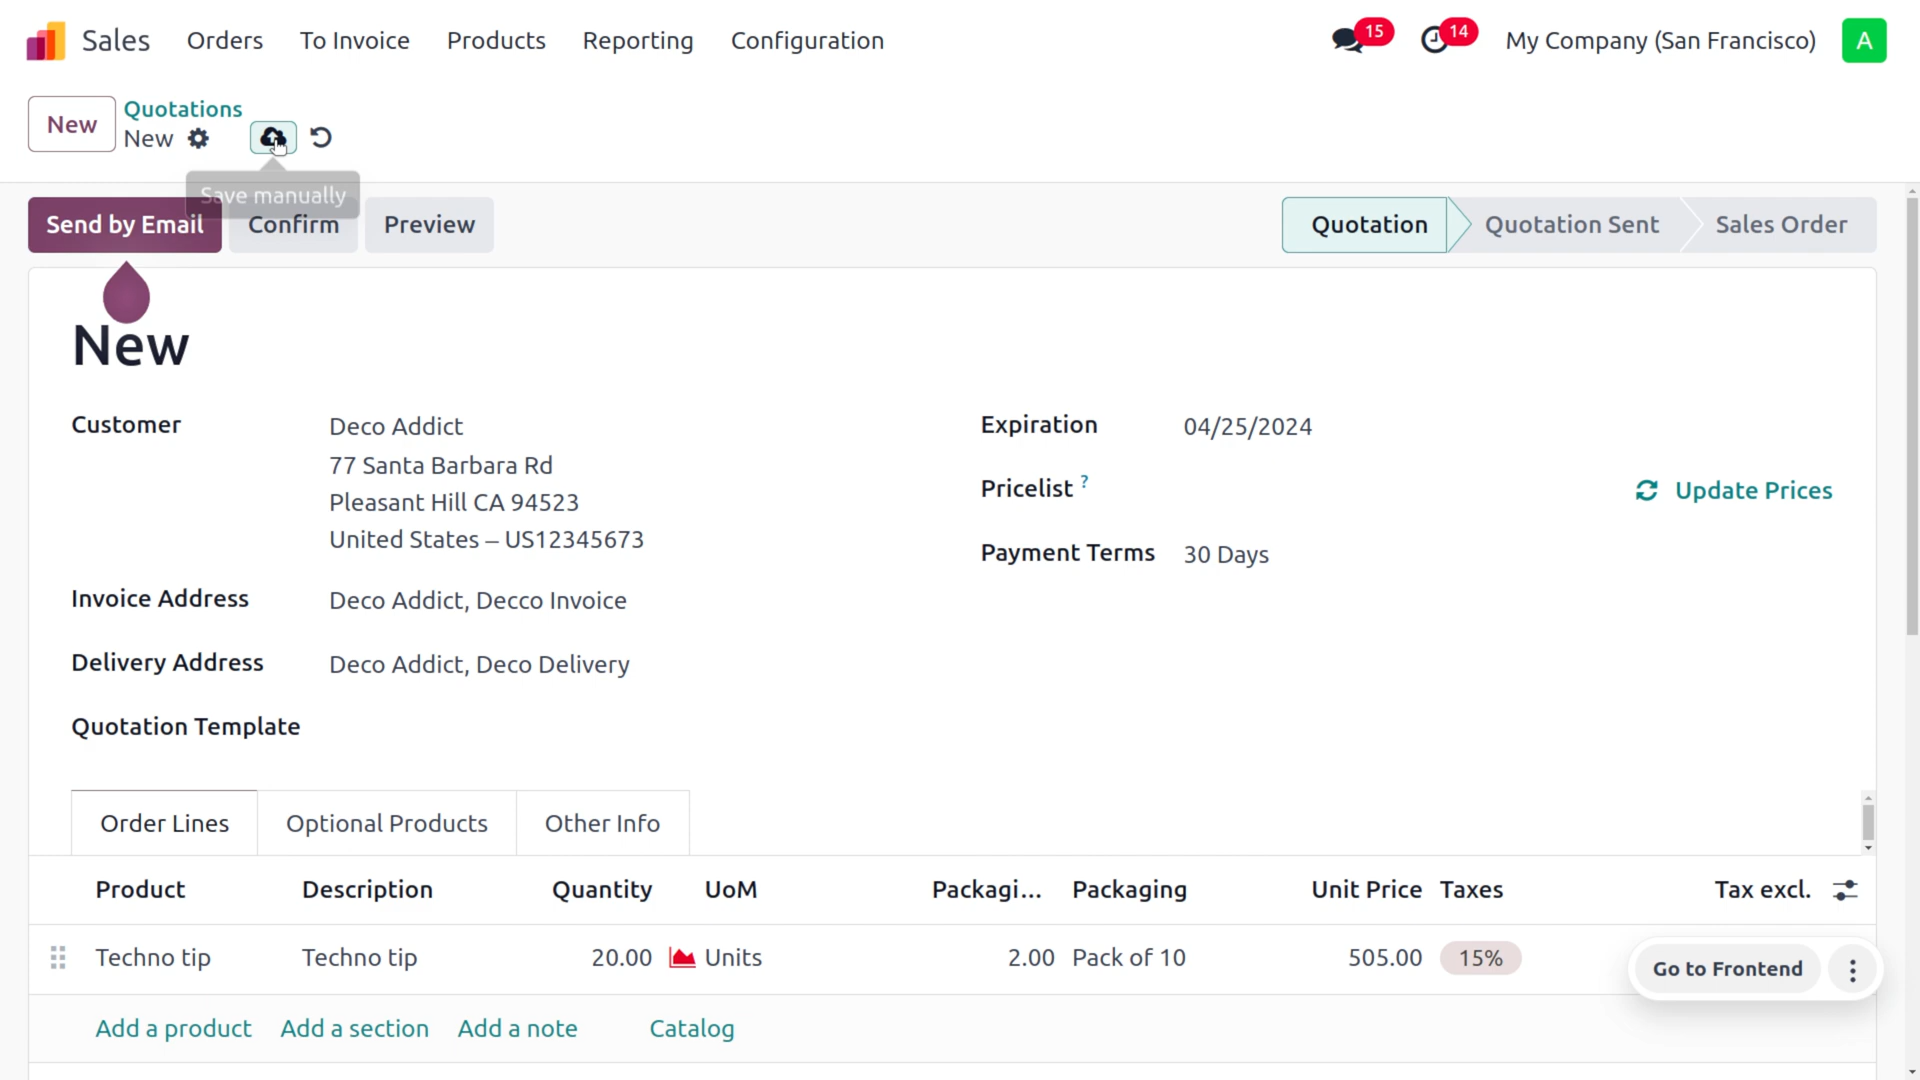 Sales Orders To Invoice Products Reporting Configuration 15 14 My Company (San Francisco) A
New Quotations
New
Save manually
Send by Email Confirm Preview Quotation Quotation Sent Sales Order
New
Customer Deco Addict Expiration 04/25/2024
77 Santa Barbara Rd
Pleasant Hill CA 94523 Pricelist ? Update Prices
United States – US12345673 Payment Terms 30 Days
Invoice Address Deco Addict, Decco Invoice
Delivery Address Deco Addict, Deco Delivery
Quotation Template
Order Lines Optional Products Other Info
Product Description Quantity UoM Packagi... Packaging Unit Price Taxes Tax excl.
Techno tip Techno tip 20.00 Units 2.00 Pack of 10 505.00 15%
Go to Frontend
Add a product Add a section Add a note Catalog